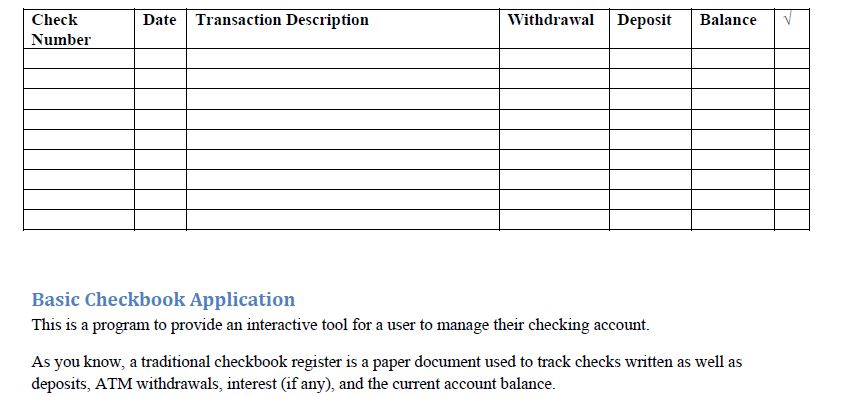 Check Number Date Transaction Description Withdrawal Deposit Balance √
Basic Checkbook Application
This is a program to provide an interactive tool for a user to manage their checking account.
As you know, a traditional checkbook register is a paper document used to track checks written as well as
deposits, ATM withdrawals, interest (if any), and the current account balance.